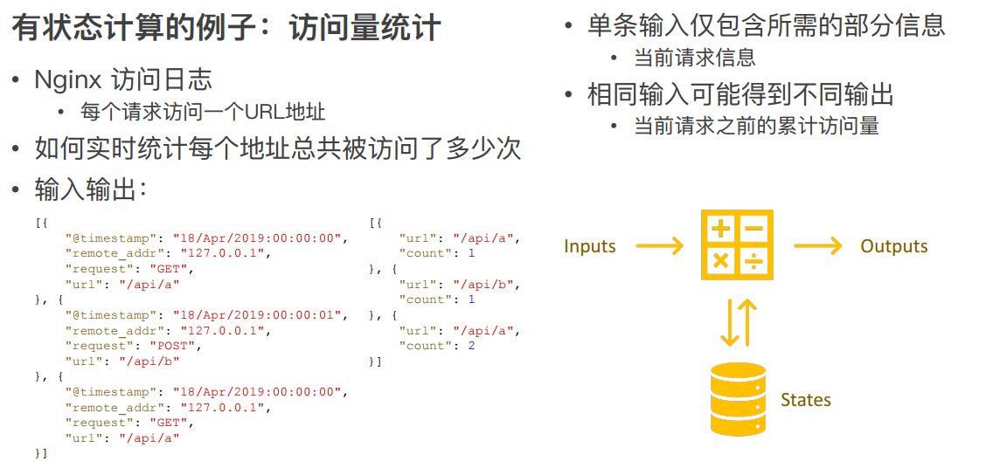 有状态计算的例子：访问量统计
• Nginx 访问日志
• 每个请求访问一个URL地址
• 如何实时统计每个地址总共被访问了多少次
• 输入输出：
[{
"@timestamp": "18/Apr/2019:00:00:00",
"remote_addr": "127.0.0.1",
"request": "GET",
"url": "/api/a"
}, {
"@timestamp": "18/Apr/2019:00:00:01",
"remote_addr": "127.0.0.1",
"request": "POST",
"url": "/api/b"
}, {
"@timestamp": "18/Apr/2019:00:00:00",
"remote_addr": "127.0.0.1",
"request": "GET",
"url": "/api/a"
}]
[{
"url": "/api/a",
"count": 1
}, {
"url": "/api/b",
"count": 1
}, {
"url": "/api/a",
"count": 2
}]
• 单条输入仅包含所需的部分信息
• 当前请求信息
• 相同输入可能得到不同输出
• 当前请求之前的累计访问量
Inputs
Outputs
States